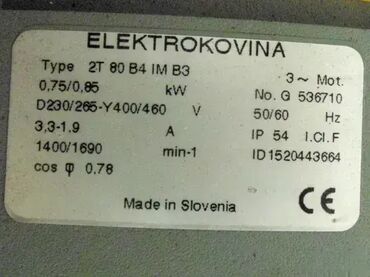 ELEKTROKOVINA
Type 2T 80 B4 IM B3 3~ Mot.
0,75/0,85 kW No. G 536710
D230/265-Y400/460 V 50/60 Hz
3,3-1.9 A IP 54 I.Cl.F
1400/1690 min-1 ID1520443664
cos φ 0.78
Made in Slovenia CE